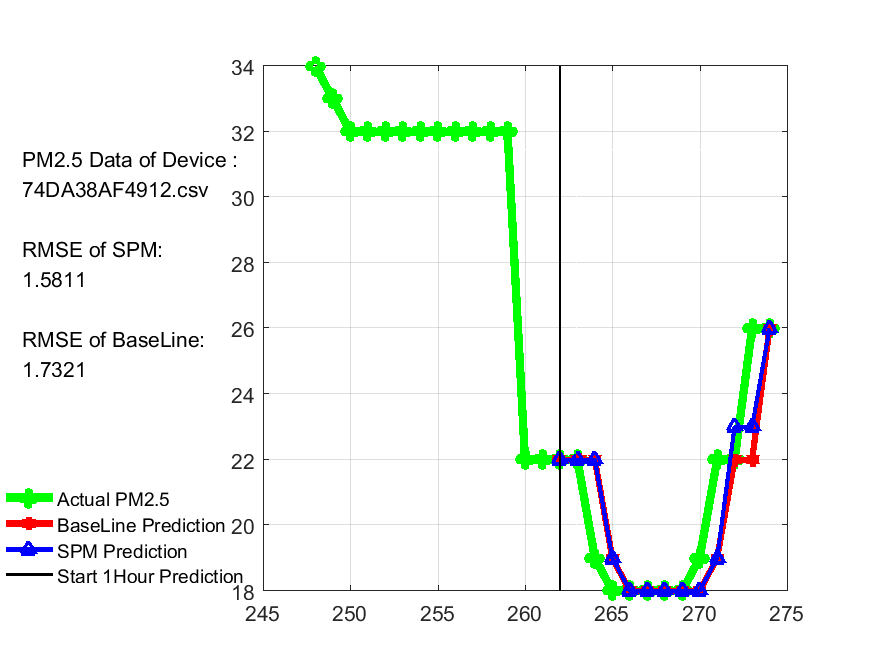 PM2.5 Data of Device :
74DA38AF4912.csv
RMSE of SPM:
1.5811
RMSE of BaseLine:
1.7321
Actual PM2.5
BaseLine Prediction
SPM Prediction
Start 1Hour Prediction
34
32
30
28
26
24
22
20
18
245 250 255 260 265 270 275